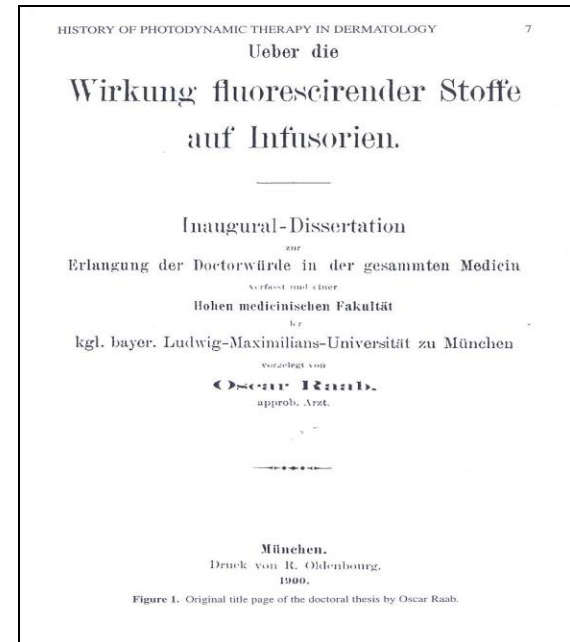 HISTORY OF PHOTODYNAMIC THERAPY IN DERMATOLOGY 7
Ueber die
Wirkung fluorescirender Stoffe
auf Infusorien.
Inaugural-Dissertation
zur
Erlangung der Doctorwürde in der gesammten Medicin
verfasst und einer
Hohen medicinischen Fakultät
kgl. bayer. Ludwig-Maximilians-Universität zu München
vorgelegt von
Oscar Raab.
approb. Arzt.
München.
Druck von R. Oldenbourg.
1900.
Figure 1. Original title page of the doctoral thesis by Oscar Raab.